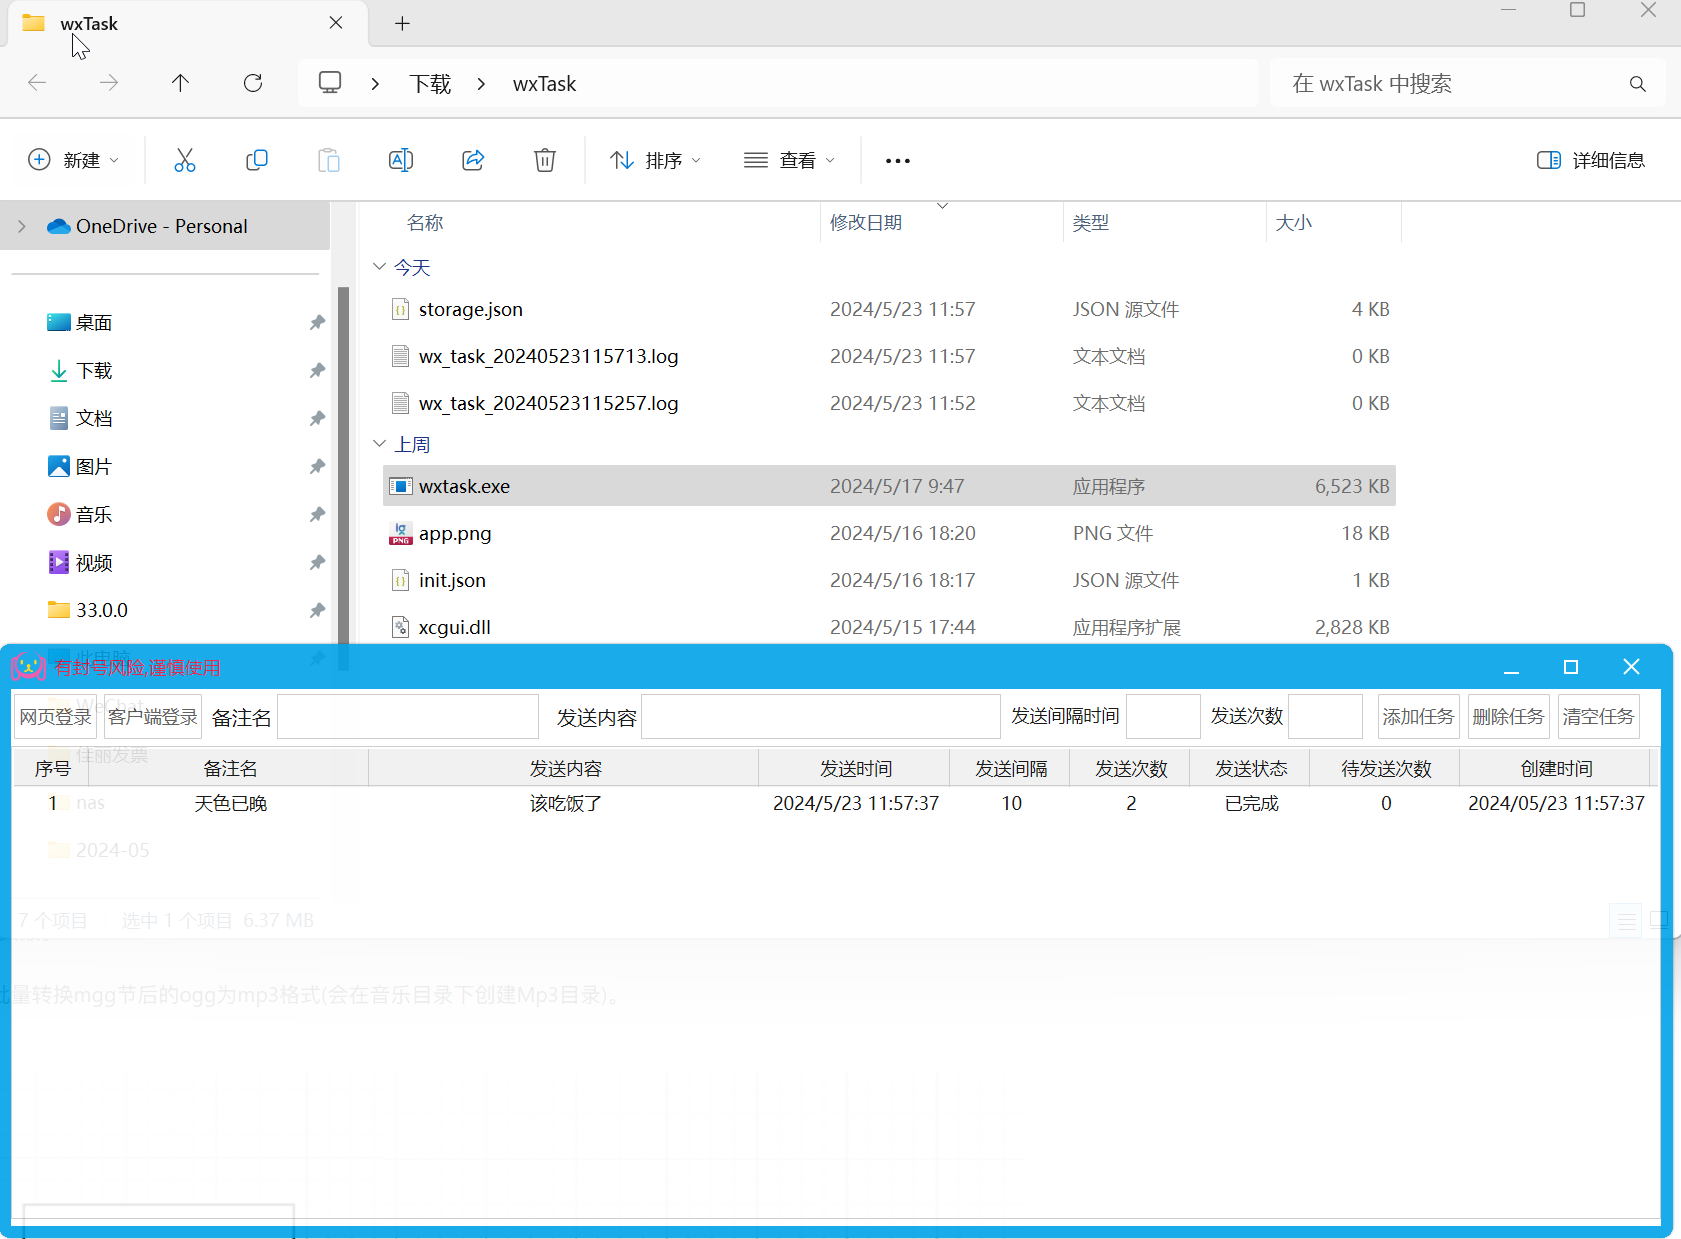 wxTask
下载 wxTask
在 wxTask 中搜索
新建 排序 查看 详细信息
OneDrive - Personal
桌面
下载
文档
图片
音乐
视频
33.0.0
名称 修改日期 类型 大小
今天
storage.json 2024/5/23 11:57 JSON 源文件 4 KB
wx_task_20240523115713.log 2024/5/23 11:57 文本文档 0 KB
wx_task_20240523115257.log 2024/5/23 11:52 文本文档 0 KB
上周
wxtask.exe 2024/5/17 9:47 应用程序 6,523 KB
app.png 2024/5/16 18:20 PNG 文件 18 KB
init.json 2024/5/16 18:17 JSON 源文件 1 KB
xcgui.dll 2024/5/15 17:44 应用程序扩展 2,828 KB
此电脑
有封号风险,谨慎使用
WeChat
网页登录 客户端登录 备注名 发送内容 发送间隔时间 发送次数 添加任务 删除任务 清空任务
佳丽发票
序号 备注名 发送内容 发送时间 发送间隔 发送次数 发送状态 待发送次数 创建时间
1 天色已晚 该吃饭了 2024/5/23 11:57:37 10 2 已完成 0 2024/05/23 11:57:37
nas
2024-05
7 个项目 选中 1 个项目 6.37 MB
量转换mgg节后的ogg为mp3格式(会在音乐目录下创建Mp3目录)。